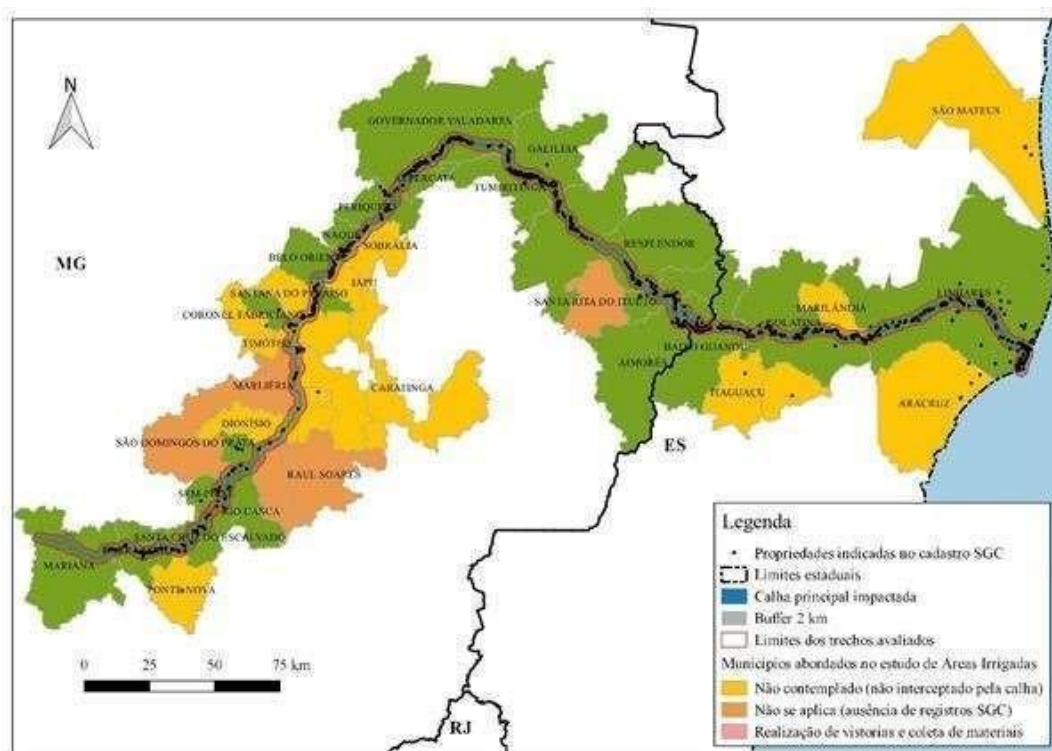 N
MG
ES
RJ
GOVERNADOR VALADARES
SÃO MATEUS
GALILEIA
TUMIRITINGA
PERIQUITO
NAQUE
SOBRÁLIA
BELO ORIENTE
IAPU
RESPLENDOR
SANTANA DO PARAISO
SANTA RITA DO ITUETO
MARILÂNDIA
LINHARES
CORONEL FABRICIANO
COLATINA
TIMÓTEO
BAIXO GUANDU
AIMORÉS
MARLIÉRIA
CARATINGA
ARACRUZ
DIONÍSIO
SÃO DOMINGOS DO PRATA
RAUL SOARES
RIO CASCA
SANTA CRUZ DO ESCALVADO
MARIANA
PONTE NOVA
0 25 50 75 km
Legenda
Propriedades indicadas no cadastro SGC
Limites estaduais
Calha principal impactada
Buffer 2 km
Limites dos trechos avaliados
Municípios abordados no estudo de Áreas Irrigadas
Não contemplado (não interceptado pela calha)
Não se aplica (ausência de registros SGC)
Realização de vistorias e coleta de materiais